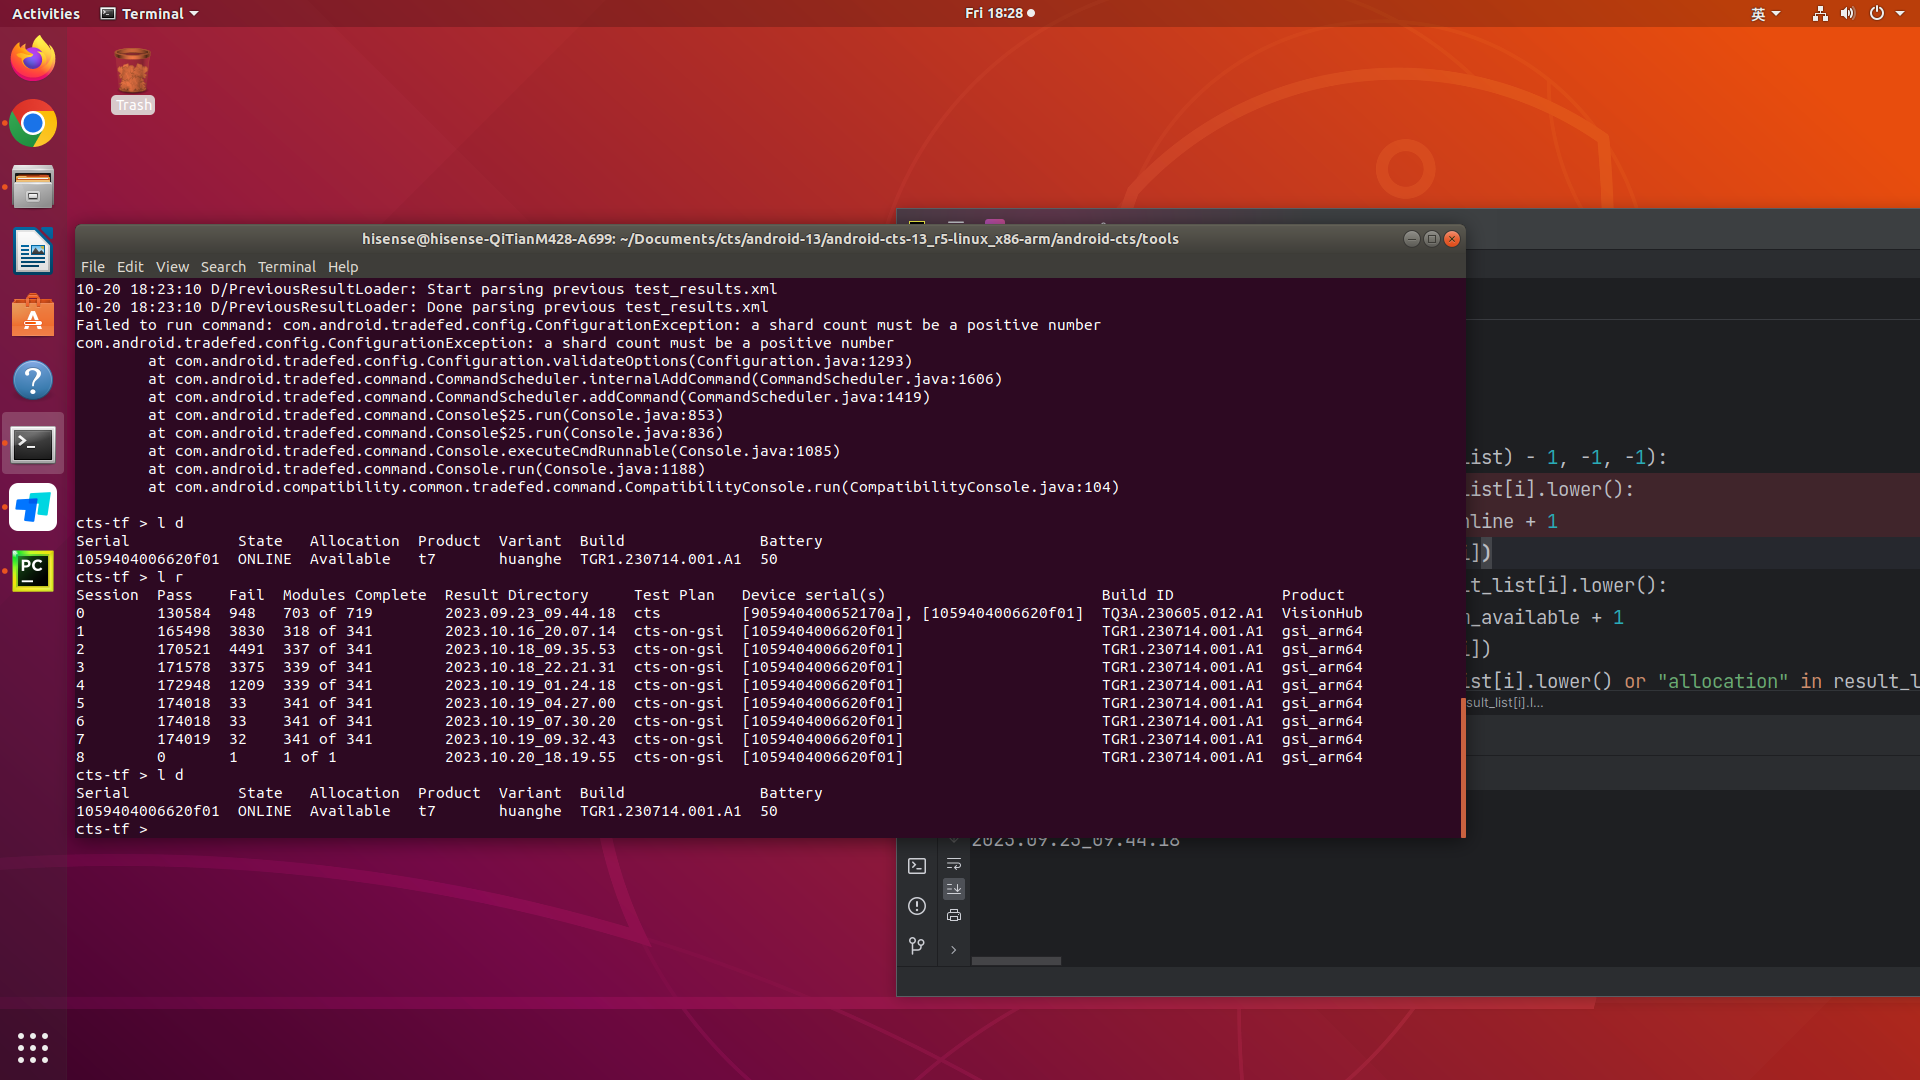 Activities Terminal Fri 18:28 英
Trash
hisense@hisense-QiTianM428-A699: ~/Documents/cts/android-13/android-cts-13_r5-linux_x86-arm/android-cts/tools
File Edit View Search Terminal Help
10-20 18:23:10 D/PreviousResultLoader: Start parsing previous test_results.xml
10-20 18:23:10 D/PreviousResultLoader: Done parsing previous test_results.xml
Failed to run command: com.android.tradefed.config.ConfigurationException: a shard count must be a positive number
com.android.tradefed.config.ConfigurationException: a shard count must be a positive number
at com.android.tradefed.config.Configuration.validateOptions(Configuration.java:1293)
at com.android.tradefed.command.CommandScheduler.internalAddCommand(CommandScheduler.java:1606)
at com.android.tradefed.command.CommandScheduler.addCommand(CommandScheduler.java:1419)
at com.android.tradefed.command.Console$25.run(Console.java:853)
at com.android.tradefed.command.Console$25.run(Console.java:836)
at com.android.tradefed.command.Console.executeCmdRunnable(Console.java:1085)
at com.android.tradefed.command.Console.run(Console.java:1188)
at com.android.compatibility.common.tradefed.command.CompatibilityConsole.run(CompatibilityConsole.java:104)
cts-tf > l d
Serial State Allocation Product Variant Build Battery
1059404006620f01 ONLINE Available t7 huanghe TGR1.230714.001.A1 50
cts-tf > l r
Session Pass Fail Modules Complete Result Directory Test Plan Device serial(s) Build ID Product
0 130584 948 703 of 719 2023.09.23_09.44.18 cts [905940400652170a], [1059404006620f01] TQ3A.230605.012.A1 VisionHub
1 165498 3830 318 of 341 2023.10.16_20.07.14 cts-on-gsi [1059404006620f01] TGR1.230714.001.A1 gsi_arm64
2 170521 4491 337 of 341 2023.10.18_09.35.53 cts-on-gsi [1059404006620f01] TGR1.230714.001.A1 gsi_arm64
3 171578 3375 339 of 341 2023.10.18_22.21.31 cts-on-gsi [1059404006620f01] TGR1.230714.001.A1 gsi_arm64
4 172948 1209 339 of 341 2023.10.19_01.24.18 cts-on-gsi [1059404006620f01] TGR1.230714.001.A1 gsi_arm64
5 174018 33 341 of 341 2023.10.19_04.27.00 cts-on-gsi [1059404006620f01] TGR1.230714.001.A1 gsi_arm64
6 174018 33 341 of 341 2023.10.19_07.30.20 cts-on-gsi [1059404006620f01] TGR1.230714.001.A1 gsi_arm64
7 174019 32 341 of 341 2023.10.19_09.32.43 cts-on-gsi [1059404006620f01] TGR1.230714.001.A1 gsi_arm64
8 0 1 1 of 1 2023.10.20_18.19.55 cts-on-gsi [1059404006620f01] TGR1.230714.001.A1 gsi_arm64
cts-tf > l d
Serial State Allocation Product Variant Build Battery
1059404006620f01 ONLINE Available t7 huanghe TGR1.230714.001.A1 50
cts-tf >
ist) - 1, -1, -1):
ist[i].lower():
line + 1
])
t_list[i].lower():
_available + 1
])
ist[i].lower() or "allocation" in result_l
sult_list[i].l...
2023.09.23_09.44.18
PC